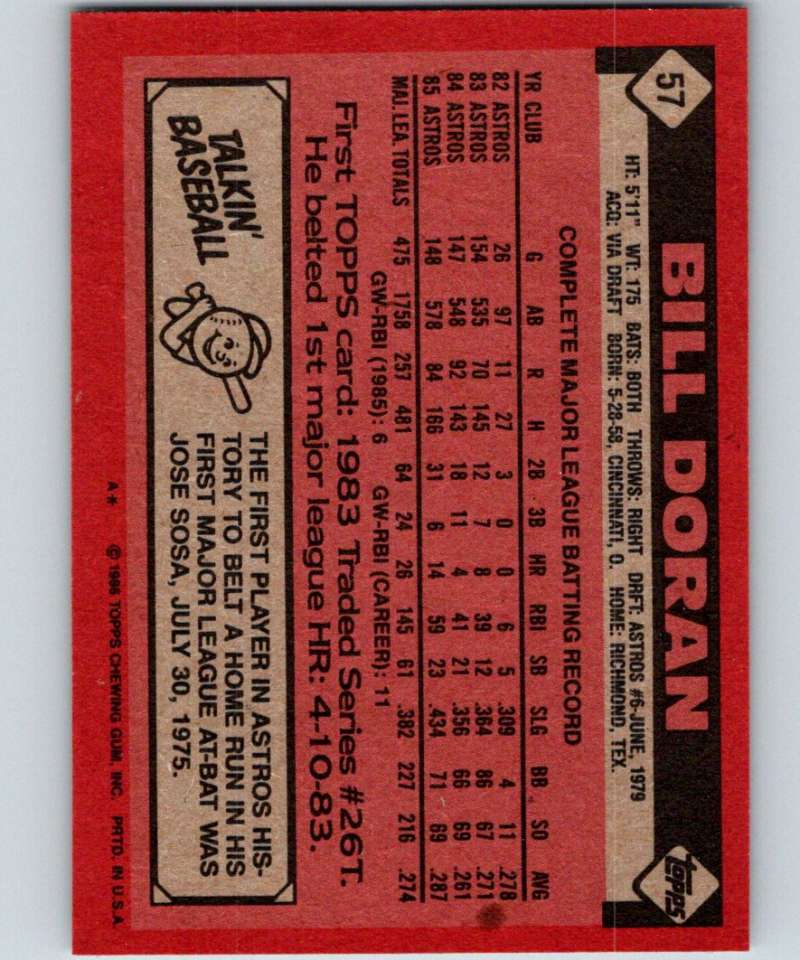 57
BILL DORAN
TOPPS
HT: 5'11" WT: 175 BATS: BOTH THROWS: RIGHT DRFT: ASTROS #6-JUNE, 1979
ACQ: VIA DRAFT BORN: 5-28-58, CINCINNATI, O. HOME: RICHMOND, TEX.
COMPLETE MAJOR LEAGUE BATTING RECORD
YR CLUB G AB R H 2B 3B HR RBI SB SLG BB SO AVG
82 ASTROS 26 97 11 27 3 0 0 6 5 .309 4 11 .278
83 ASTROS 154 535 70 145 12 7 8 39 12 .364 86 67 .271
84 ASTROS 147 548 92 143 18 11 4 41 21 .356 66 69 .261
85 ASTROS 148 578 84 166 31 6 14 59 23 .434 71 69 .287
MAJ. LEA. TOTALS 475 1758 257 481 64 24 26 145 61 .382 227 216 .274
GW-RBI (1985): 6 GW-RBI (CAREER): 11
First TOPPS card: 1983 Traded Series #26T.
He belted 1st major league HR: 4-10-83.
TALKIN'
BASEBALL
THE FIRST PLAYER IN ASTROS HIS-
TORY TO BELT A HOME RUN IN HIS
FIRST MAJOR LEAGUE AT-BAT WAS
JOSE SOSA, JULY 30, 1975.
A* © 1986 TOPPS CHEWING GUM, INC. PRTD. IN U.S.A.